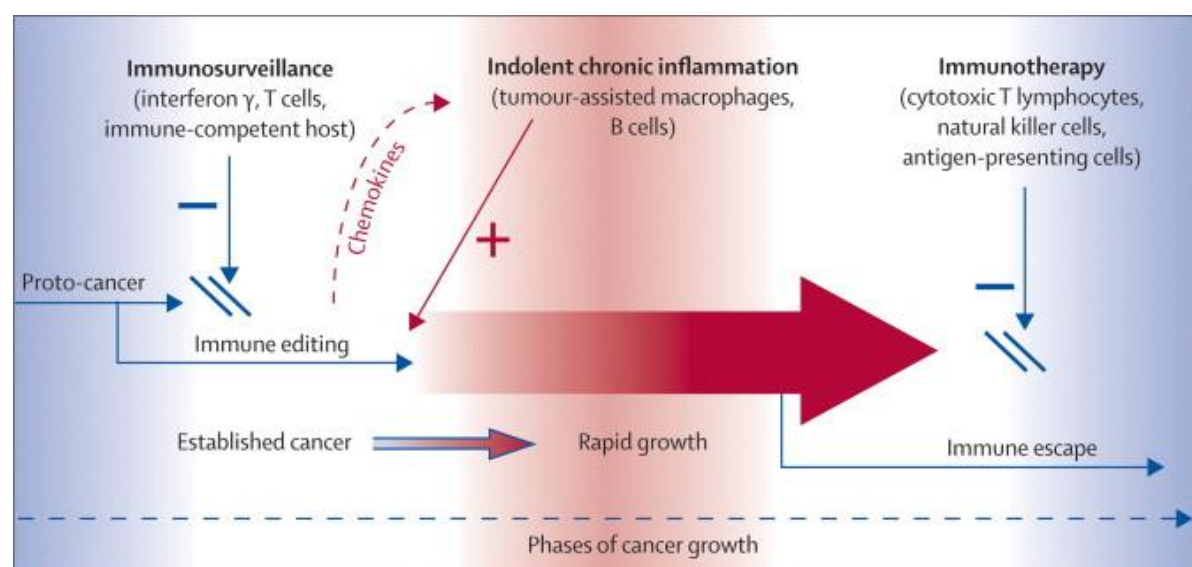 Immunosurveillance
(interferon γ, T cells,
immune-competent host)
Chemokines
Indolent chronic inflammation
(tumour-assisted macrophages,
B cells)
Immunotherapy
(cytotoxic T lymphocytes,
natural killer cells,
antigen-presenting cells)
−
+
−
Proto-cancer
Immune editing
Established cancer
Rapid growth
Immune escape
Phases of cancer growth